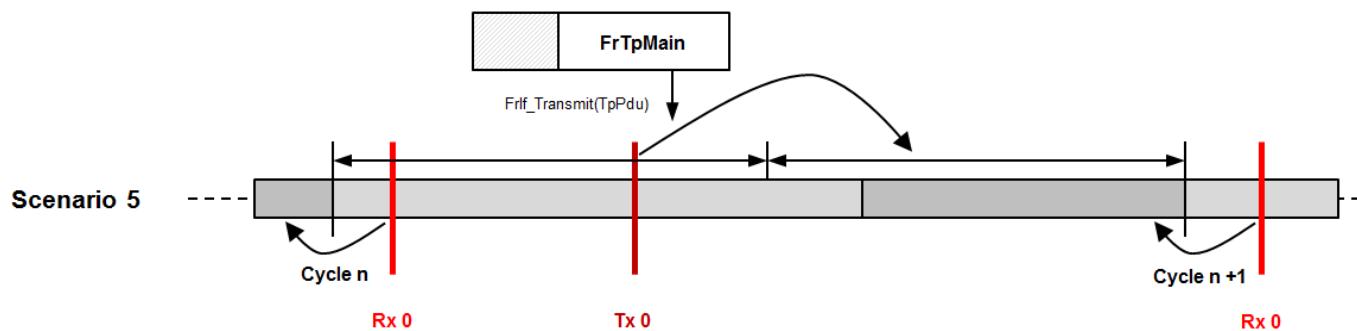 FrTpMain
FrIf_Transmit(TpPdu)
Scenario 5
Cycle n
Cycle n +1
Rx 0
Tx 0
Rx 0